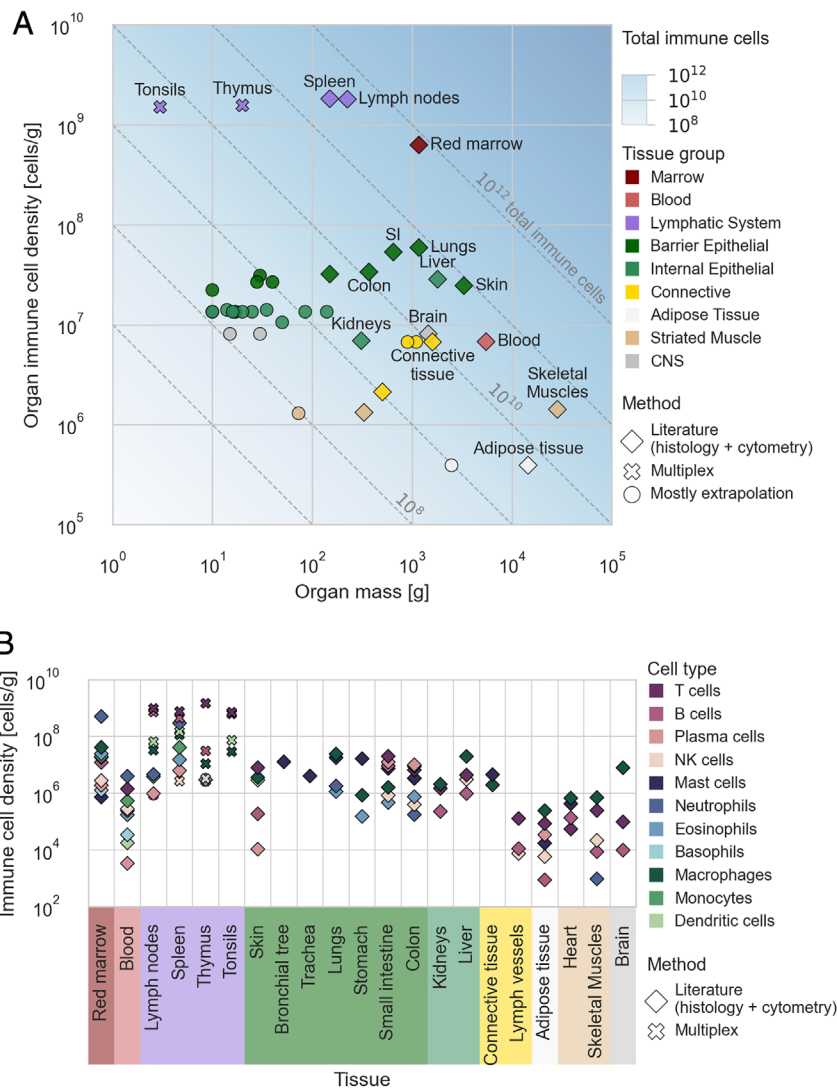 A
Organ immune cell density [cells/g]
10^10
10^9
10^8
10^7
10^6
10^5
Tonsils
Thymus
Spleen
Lymph nodes
Red marrow
10^12 total immune cells
SI
Lungs
Liver
Colon
Skin
Kidneys
Brain
Blood
Connective
tissue
10^10
Skeletal
Muscles
Adipose tissue
10^8
10^0 10^1 10^2 10^3 10^4 10^5
Organ mass [g]
Total immune cells
10^12
10^10
10^8
Tissue group
Marrow
Blood
Lymphatic System
Barrier Epithelial
Internal Epithelial
Connective
Adipose Tissue
Striated Muscle
CNS
Method
Literature
(histology + cytometry)
Multiplex
Mostly extrapolation
B
Immune cell density [cells/g]
10^10
10^8
10^6
10^4
10^2
Red marrow
Blood
Lymph nodes
Spleen
Thymus
Tonsils
Skin
Bronchial tree
Trachea
Lungs
Stomach
Small intestine
Colon
Kidneys
Liver
Connective tissue
Lymph vessels
Adipose tissue
Heart
Skeletal Muscles
Brain
Tissue
Cell type
T cells
B cells
Plasma cells
NK cells
Mast cells
Neutrophils
Eosinophils
Basophils
Macrophages
Monocytes
Dendritic cells
Method
Literature
(histology + cytometry)
Multiplex